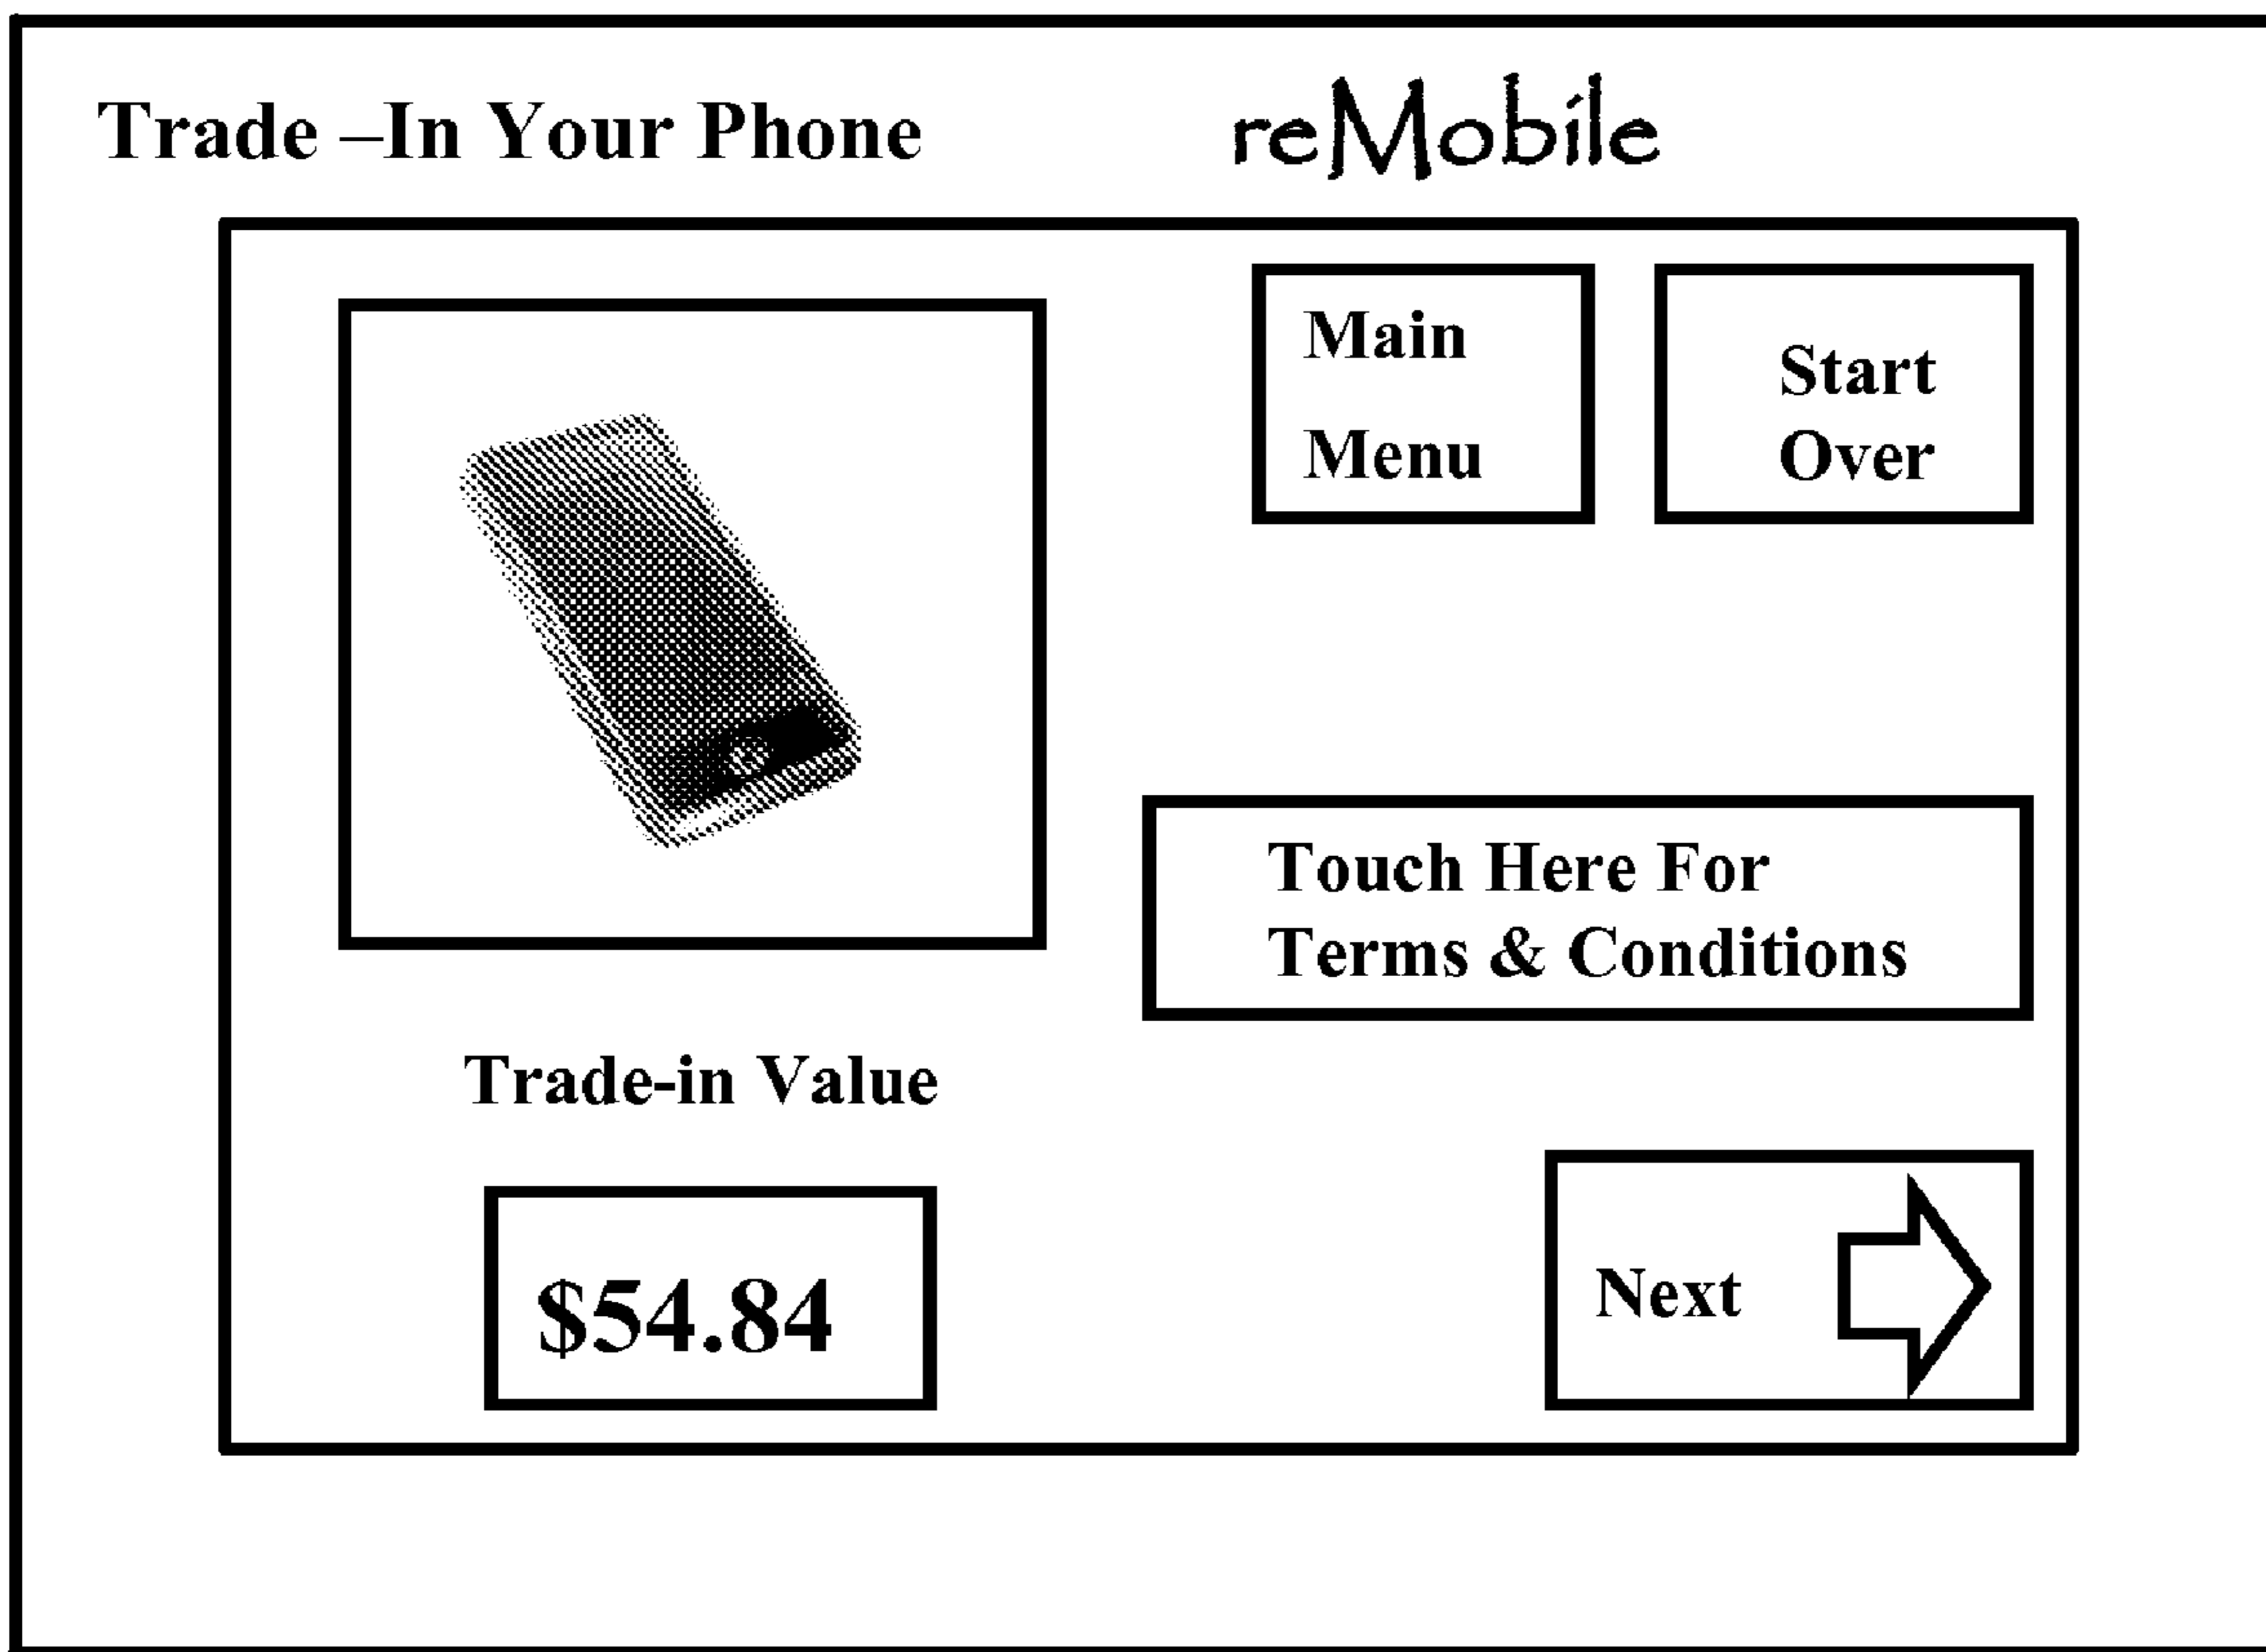 Trade –In Your Phone
reMobile
Main
Menu
Start
Over
Touch Here For
Terms & Conditions
Trade-in Value
$54.84
Next